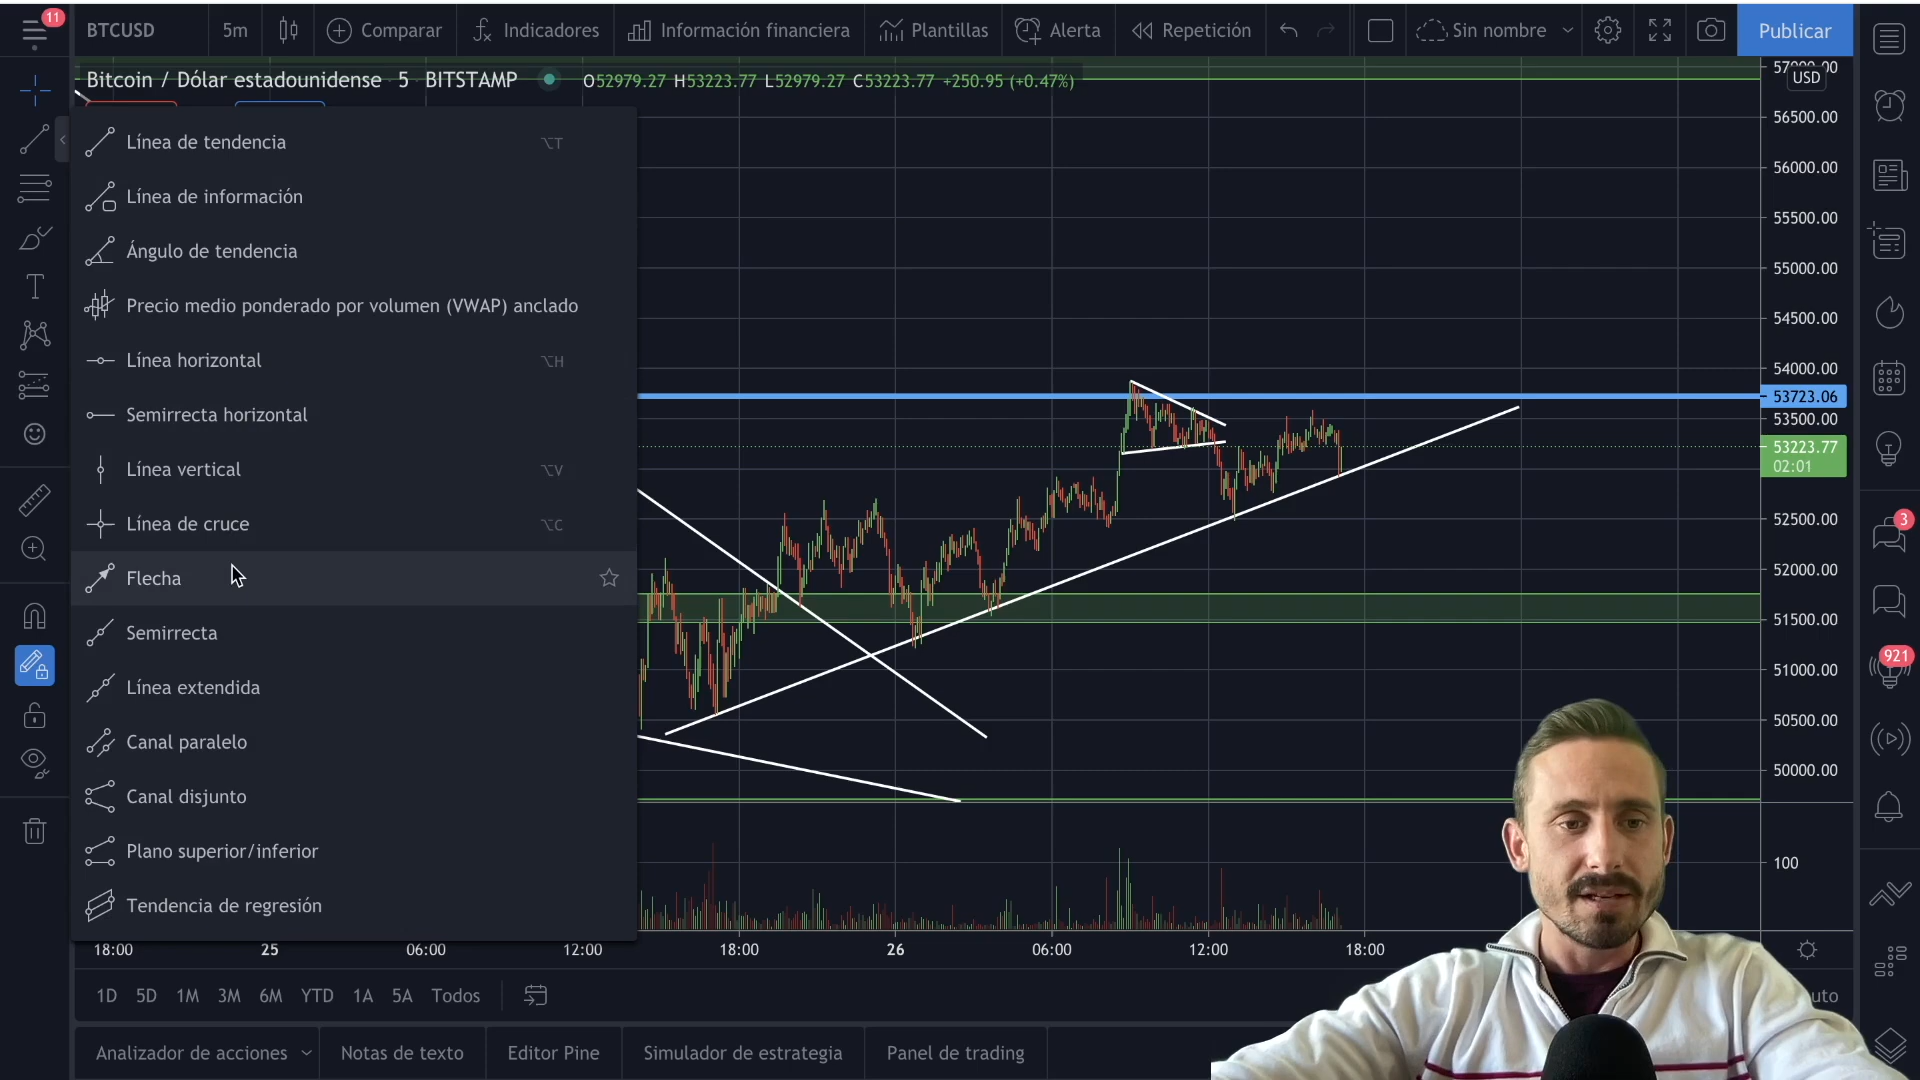 11
BTCUSD
5m
Comparar
Indicadores
Información financiera
Plantillas
Alerta
Repetición
Sin nombre
Publicar
Bitcoin / Dólar estadounidense · 5 · BITSTAMP
O52979.27 H53223.77 L52979.27 C53223.77 +250.95 (+0.47%)
USD
Línea de tendencia ⌥T
Línea de información
Ángulo de tendencia
Precio medio ponderado por volumen (VWAP) anclado
Línea horizontal ⌥H
Semirrecta horizontal
Línea vertical ⌥V
Línea de cruce ⌥C
Flecha
Semirrecta
Línea extendida
Canal paralelo
Canal disjunto
Plano superior/inferior
Tendencia de regresión
57000.00
56500.00
56000.00
55500.00
55000.00
54500.00
54000.00
53723.06
53500.00
53223.77
02:01
52500.00
52000.00
51500.00
51000.00
50500.00
50000.00
100
3
921
18:00 25 06:00 12:00 18:00 26 06:00 12:00 18:00
1D 5D 1M 3M 6M YTD 1A 5A Todos
uto
Analizador de acciones
Notas de texto
Editor Pine
Simulador de estrategia
Panel de trading